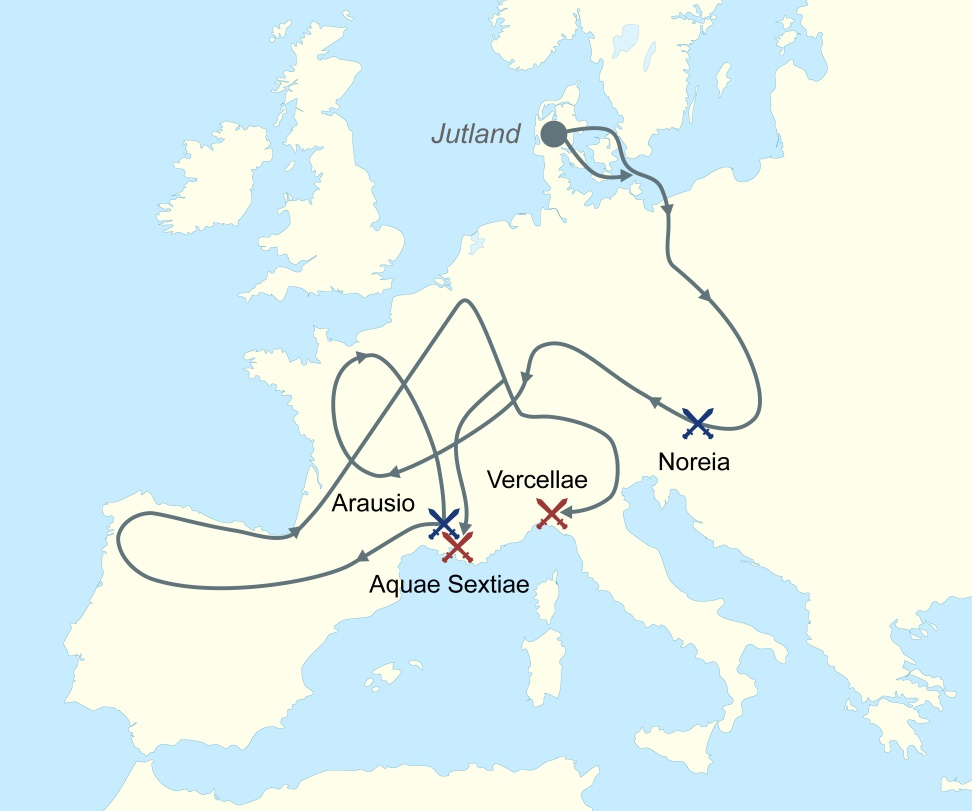 Jutland
Noreia
Vercellae
Arausio
Aquae Sextiae